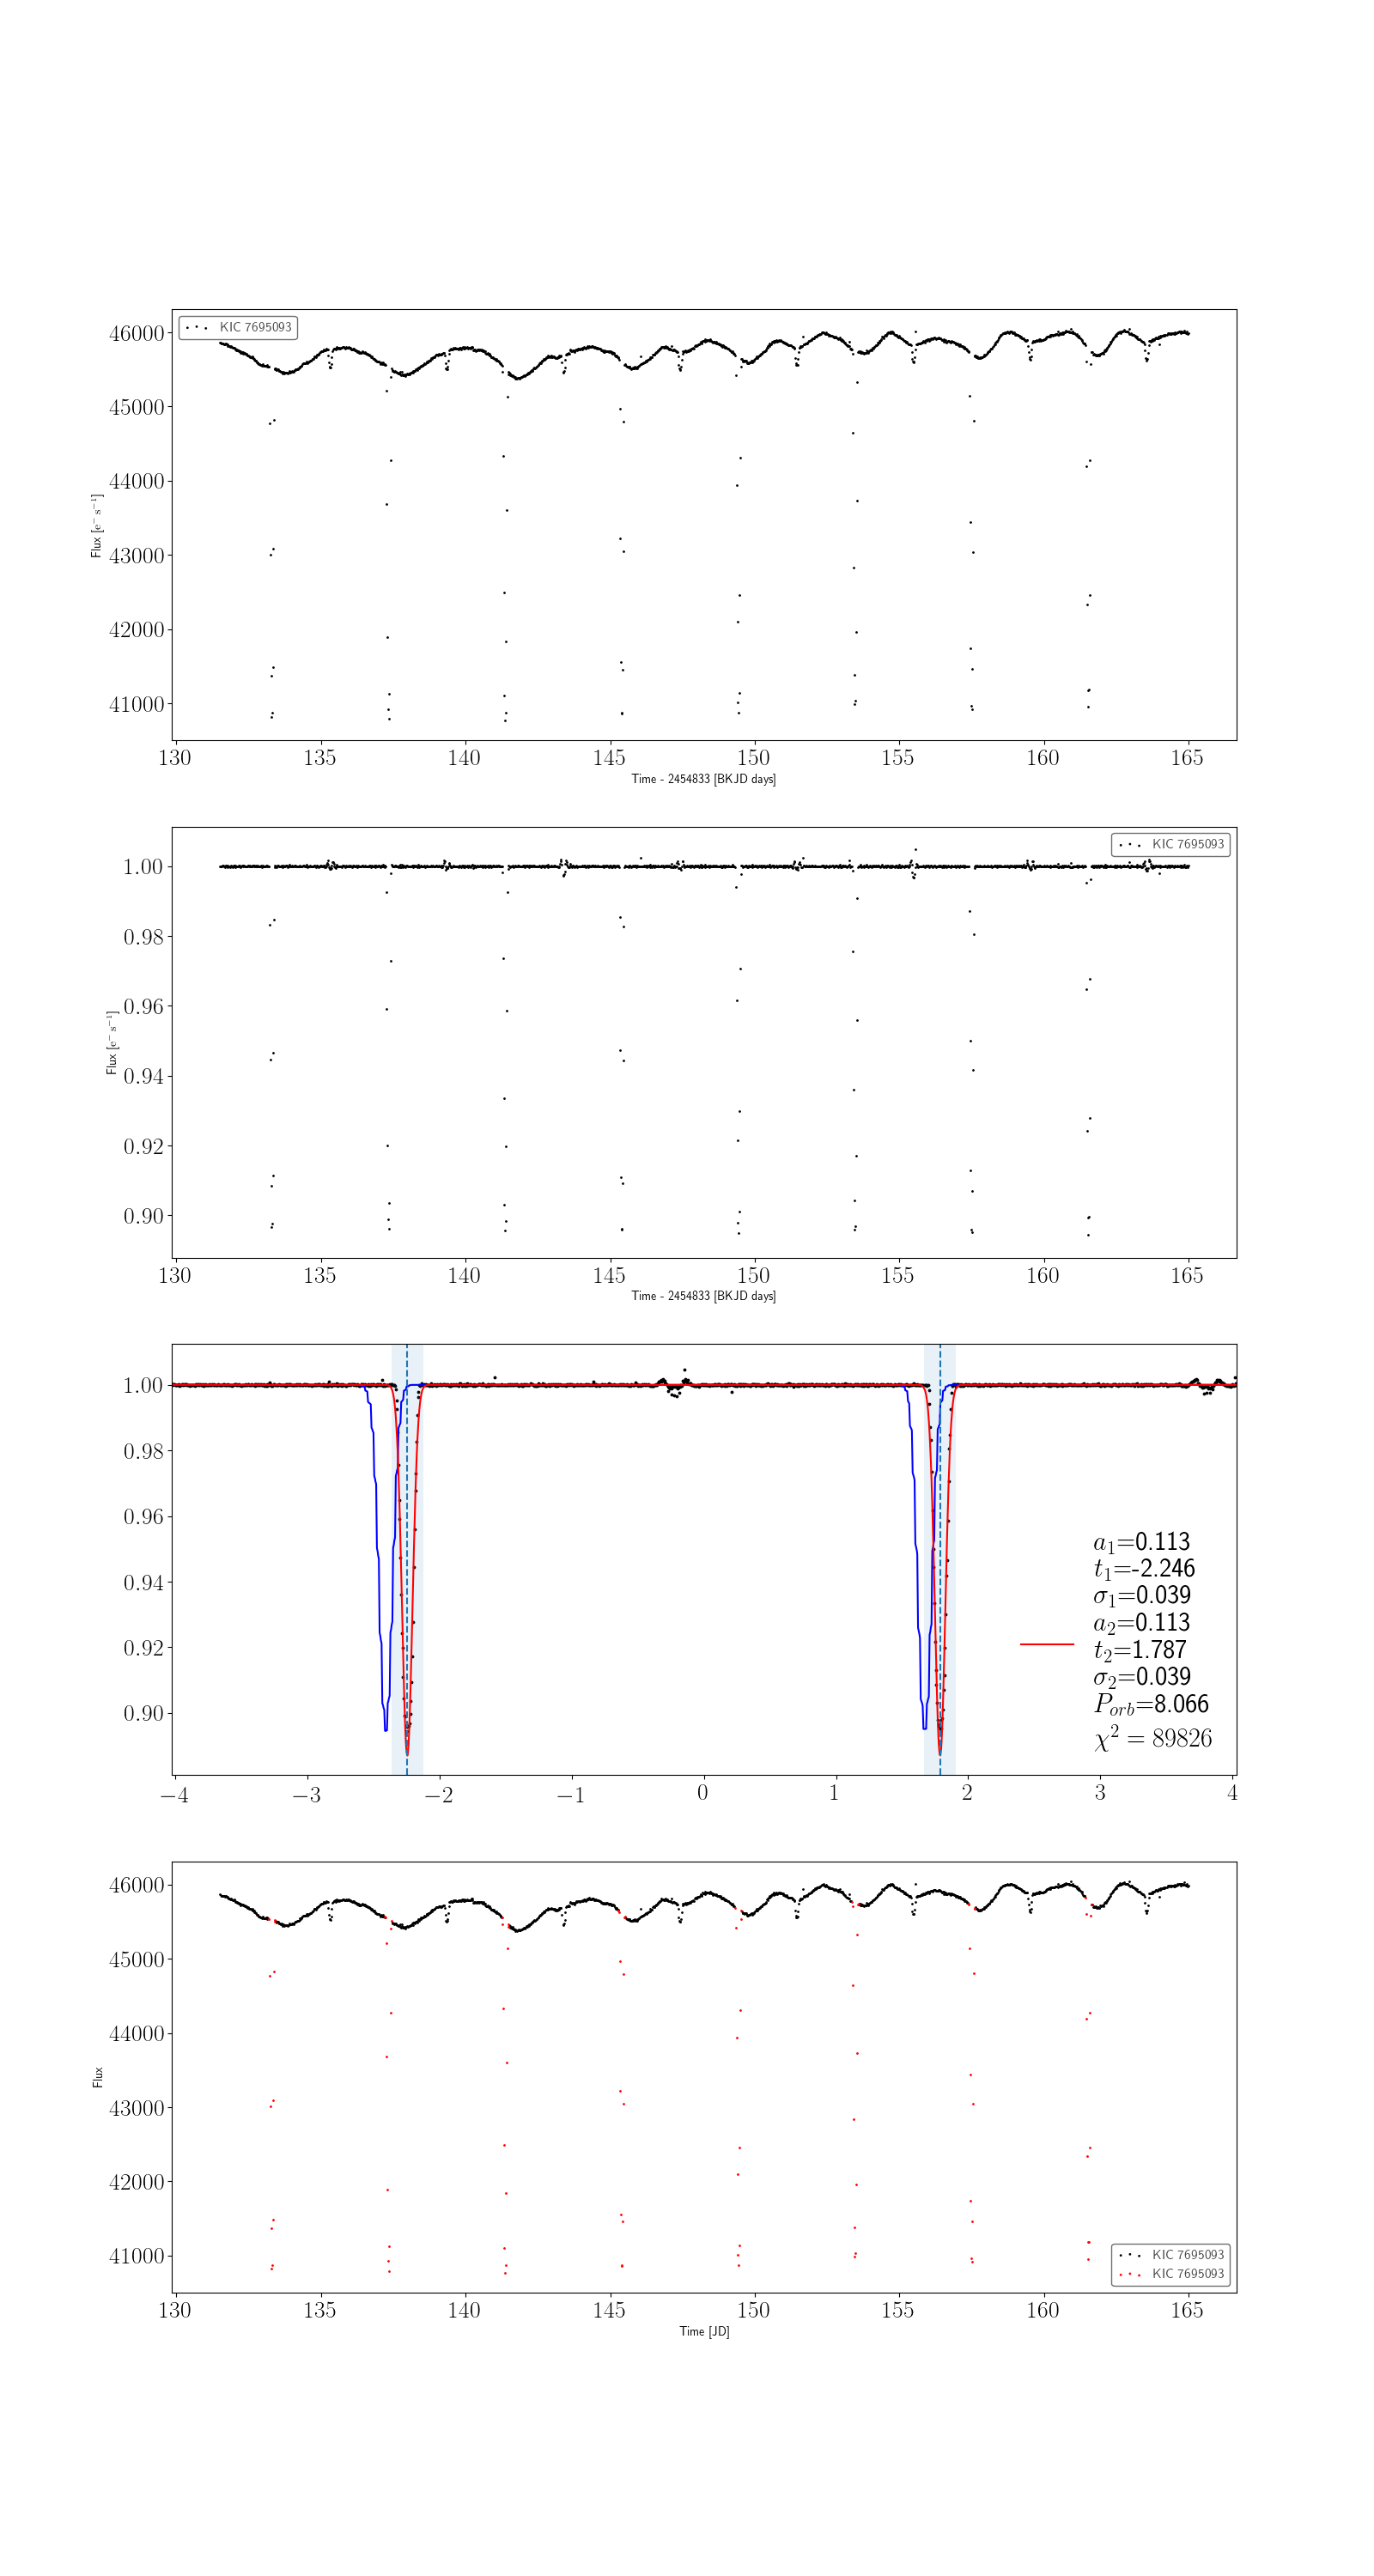 KIC 7695093
46000
45000
44000
43000
42000
41000
Flux [e⁻ s⁻¹]
130 135 140 145 150 155 160 165
Time - 2454833 [BKJD days]
KIC 7695093
1.00
0.98
0.96
0.94
0.92
0.90
Flux [e⁻ s⁻¹]
130 135 140 145 150 155 160 165
Time - 2454833 [BKJD days]
1.00
0.98
0.96
0.94
0.92
0.90
a₁=0.113
t₁=-2.246
σ₁=0.039
a₂=0.113
t₂=1.787
σ₂=0.039
P_orb=8.066
χ² = 89826
−4 −3 −2 −1 0 1 2 3 4
46000
45000
44000
43000
42000
41000
Flux
KIC 7695093
KIC 7695093
130 135 140 145 150 155 160 165
Time [JD]